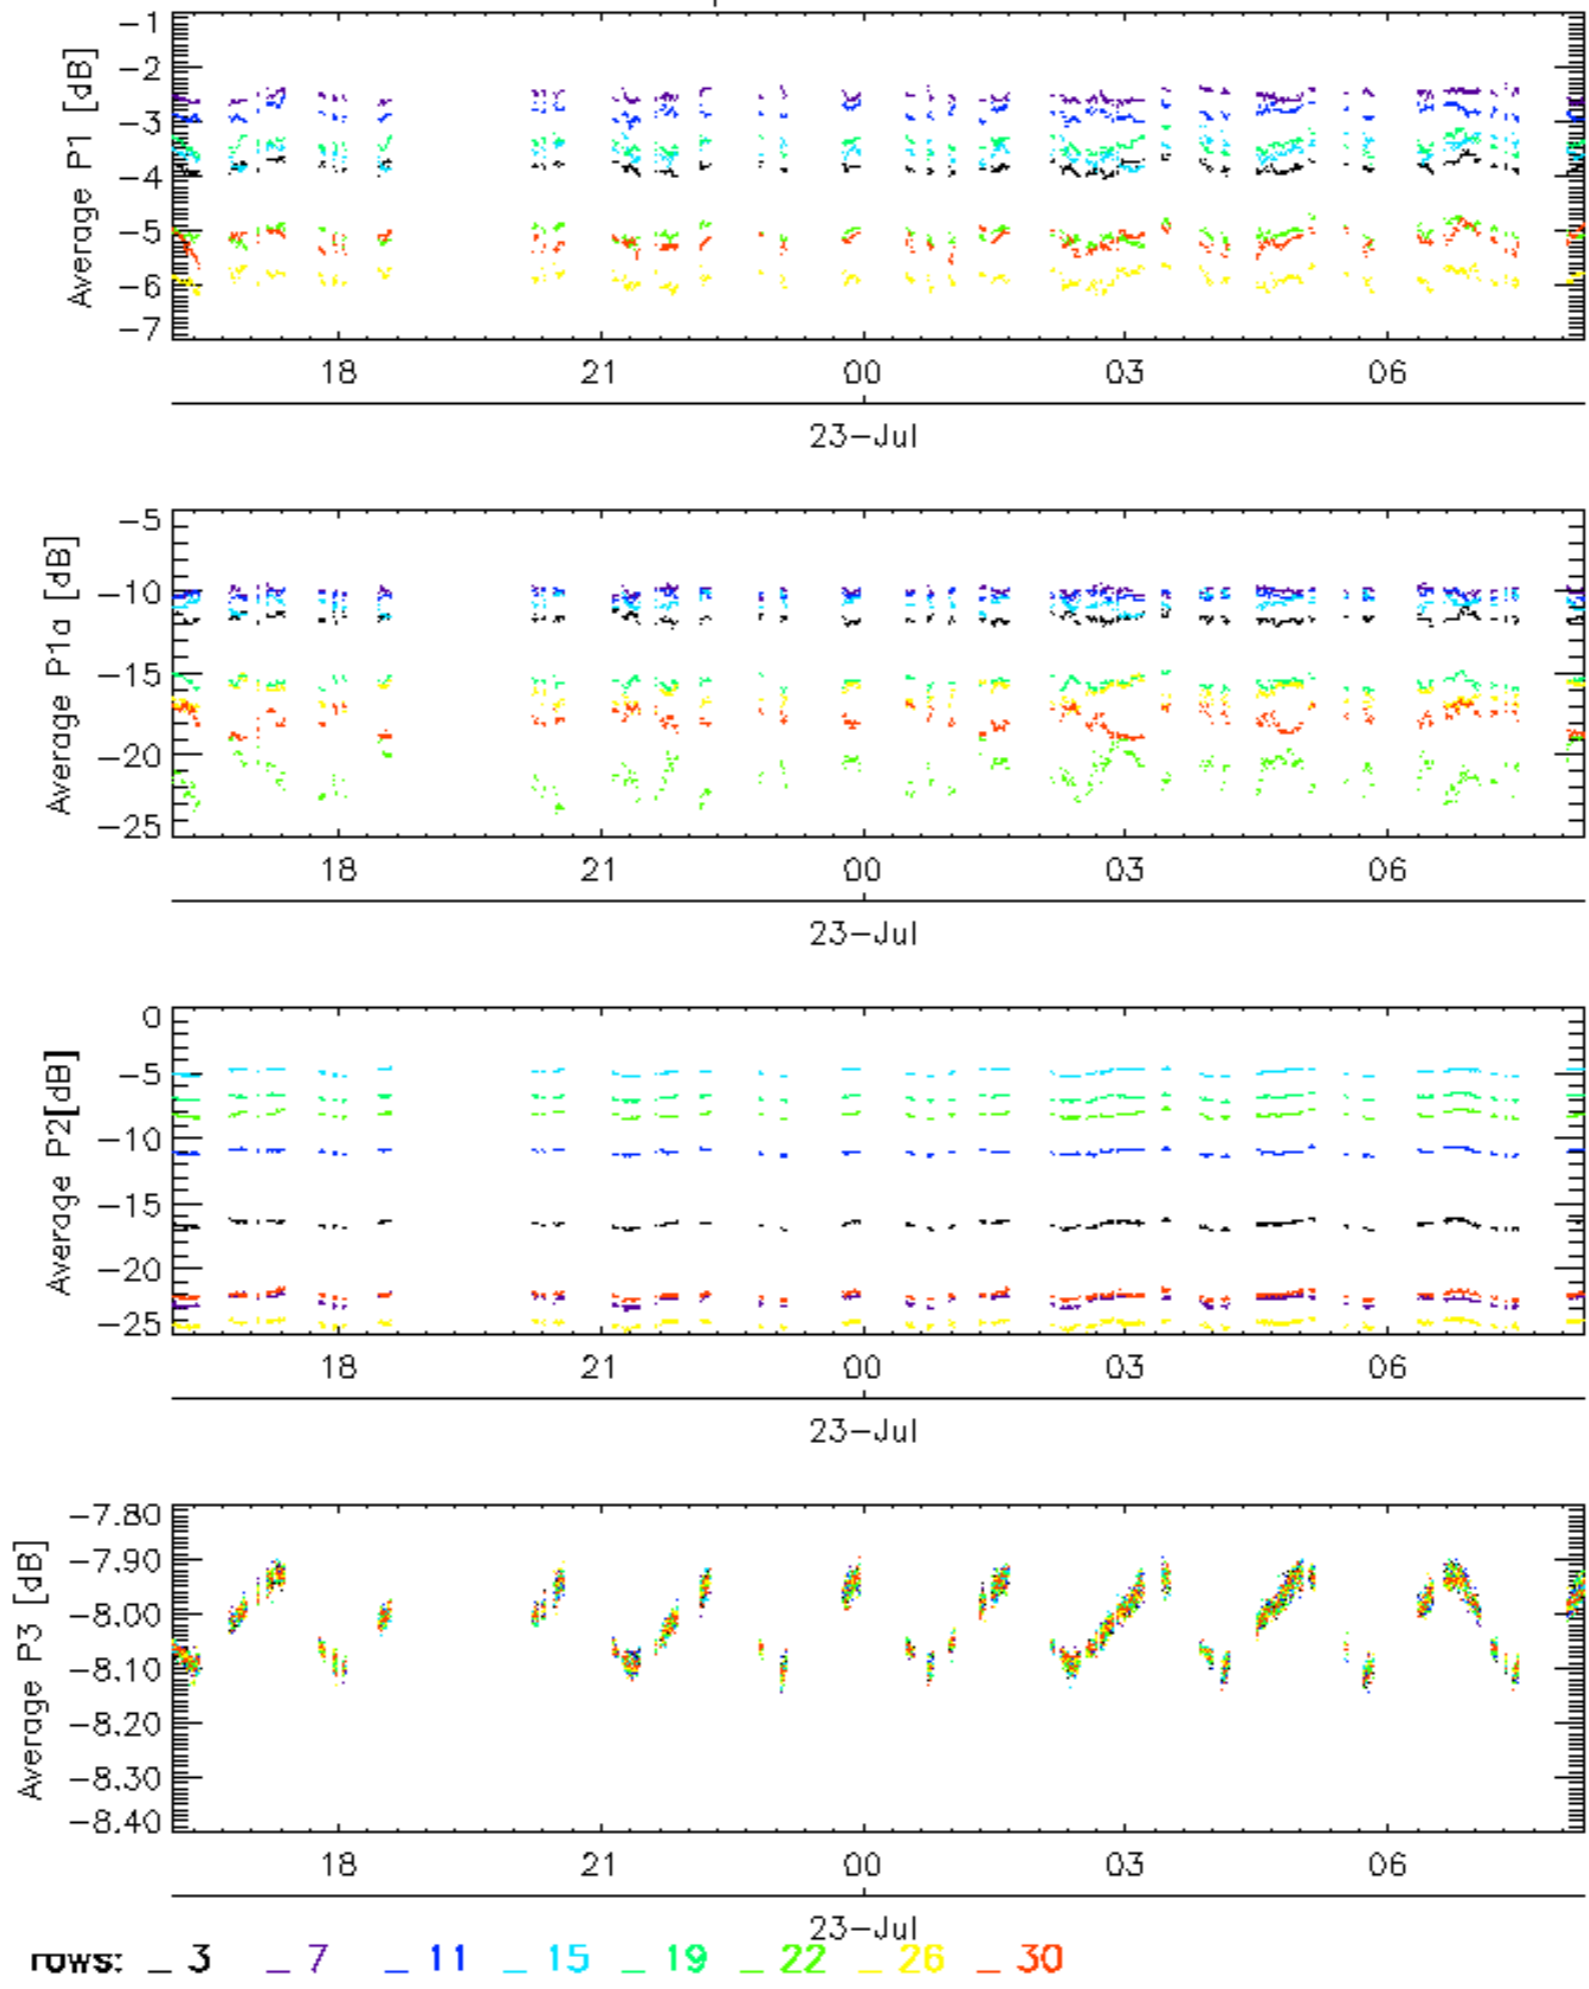 Average P1 [dB]
-1
-2
-3
-4
-5
-6
-7
18 21 00 03 06
23-Jul
Average P1a [dB]
-5
-10
-15
-20
-25
18 21 00 03 06
23-Jul
Average P2[dB]
0
-5
-10
-15
-20
-25
18 21 00 03 06
23-Jul
Average P3 [dB]
-7.80
-7.90
-8.00
-8.10
-8.20
-8.30
-8.40
18 21 00 03 06
23-Jul
rows: _ 3 _ 7 _ 11 _ 15 _ 19 _ 22 _ 26 _ 30